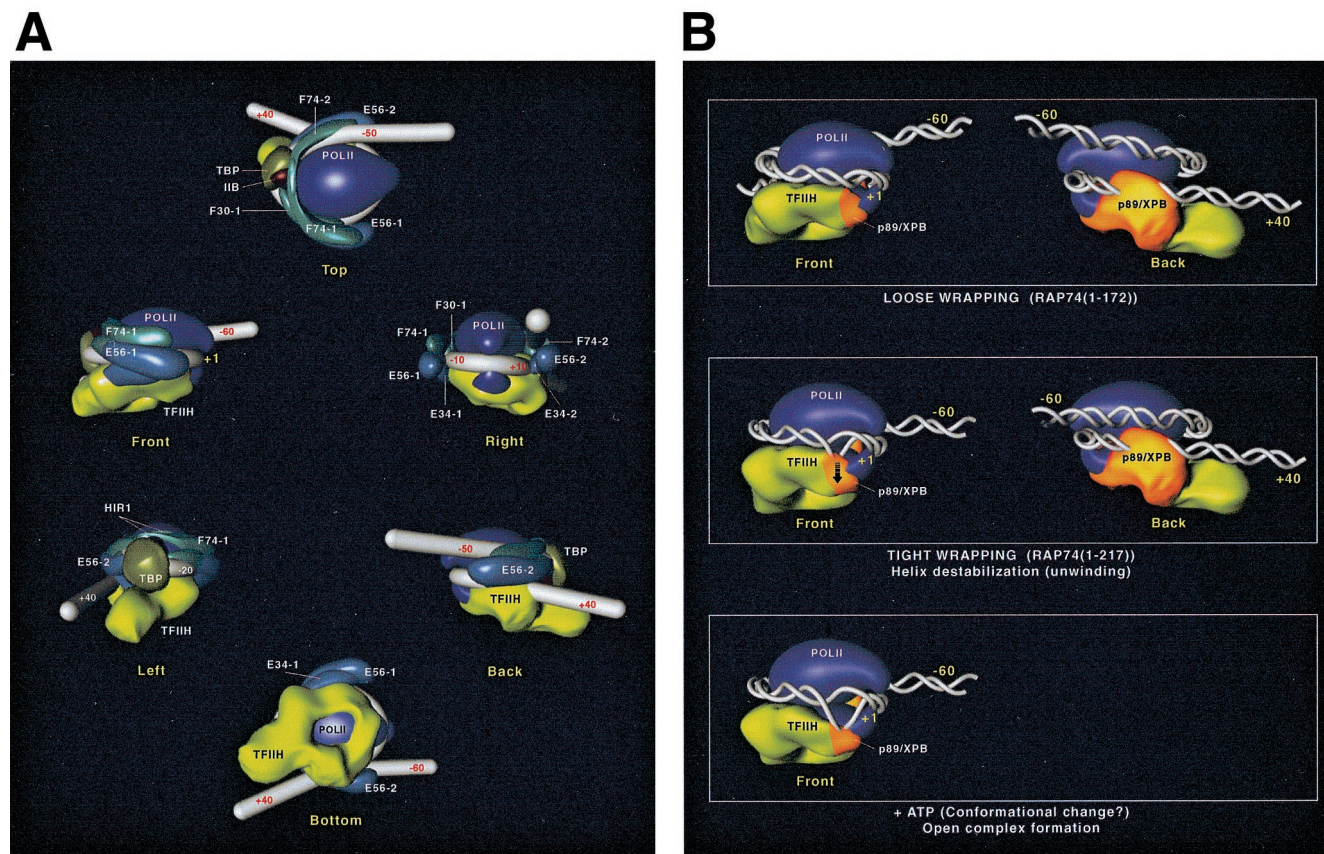 A
F74-2
E56-2
+40
-50
POLII
TBP
IIB
F30-1
F74-1
E56-1
Top
POLII
F74-1
E56-1
-60
+1
TFIIH
Front
F30-1
POLII
F74-1
F74-2
-10
+10
E56-1
E56-2
E34-1
E34-2
Right
HIR1
F74-1
E56-2
TBP
-20
+40
TFIIH
Left
-50
TBP
E56-2
TFIIH
+40
Back
E34-1
E56-1
POLII
TFIIH
-60
+40
E56-2
Bottom
B
-60
POLII
-60
TFIIH
+1
p89/XPB
p89/XPB
+40
Front
Back
LOOSE WRAPPING (RAP74(1-172))
POLII
-60
-60
TFIIH
+1
p89/XPB
p89/XPB
+40
Front
Back
TIGHT WRAPPING (RAP74(1-217))
Helix destabilization (unwinding)
POLII
-60
TFIIH
+1
p89/XPB
Front
+ ATP (Conformational change?)
Open complex formation